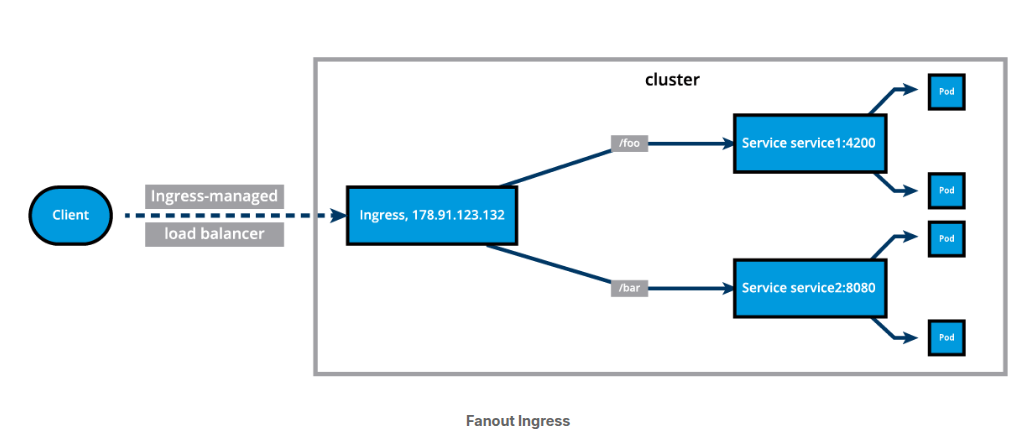 cluster
Pod
/foo
Service service1:4200
Pod
Ingress-managed
Client
Ingress, 178.91.123.132
load balancer
Pod
/bar
Service service2:8080
Pod
Fanout Ingress